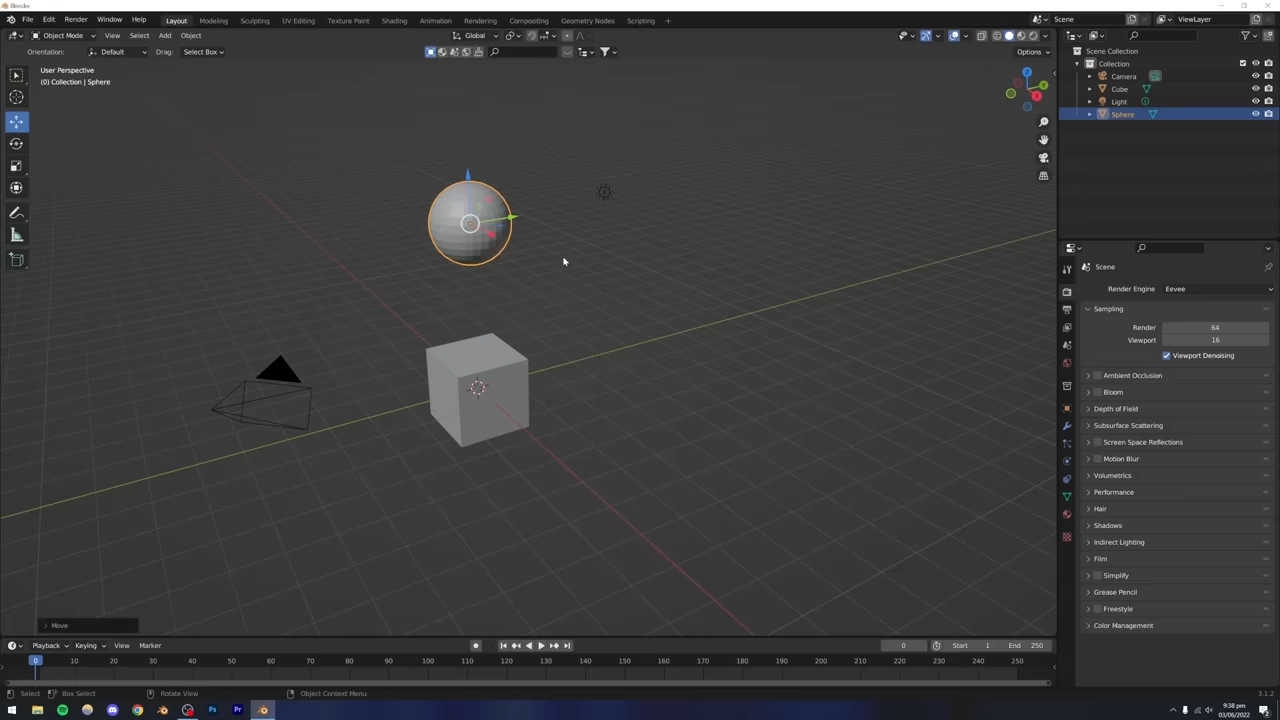 Blender
File Edit Render Window Help Layout Modeling Sculpting UV Editing Texture Paint Shading Animation Rendering Compositing Geometry Nodes Scripting + Scene ViewLayer
Object Mode View Select Add Object Global
Orientation: Default Drag: Select Box Options
User Perspective
(0) Collection | Sphere
Z
Y
X
Scene Collection
Collection
Camera
Cube
Light
Sphere
Scene
Render Engine Eevee
Sampling
Render 64
Viewport 16
Viewport Denoising
Ambient Occlusion
Bloom
Depth of Field
Subsurface Scattering
Screen Space Reflections
Motion Blur
Volumetrics
Performance
Hair
Shadows
Indirect Lighting
Film
Simplify
Grease Pencil
Freestyle
Color Management
Move
Playback Keying View Marker 0 Start 1 End 250
0 10 20 30 40 50 60 70 80 90 100 110 120 130 140 150 160 170 180 190 200 210 220 230 240 250
Select Box Select Rotate View Object Context Menu 3.1.2
Ps Pr
9:38 pm
03/06/2022
2